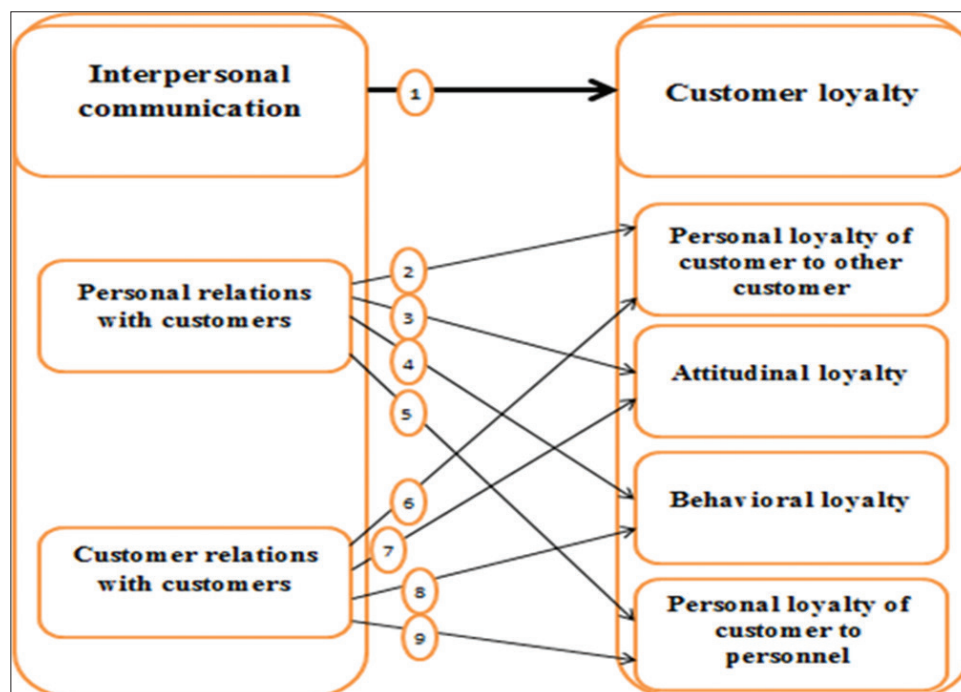 Interpersonal
communication
1
Customer loyalty
Personal relations
with customers
2
3
4
5
Personal loyalty of
customer to other
customer
Attitudinal loyalty
6
7
8
9
Customer relations
with customers
Behavioral loyalty
Personal loyalty of
customer to
personnel